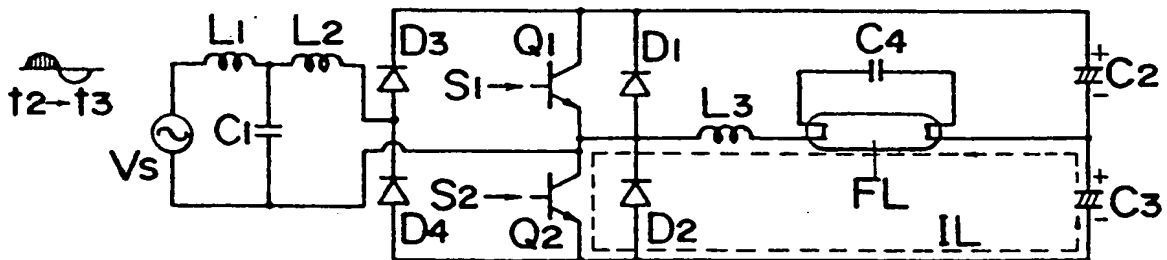 L1
L2
D3
Q1
D1
C4
S1
L3
C2
+
-
t2→t3
C1
Vs
S2
D4
Q2
D2
FL
IL
C3
+
-